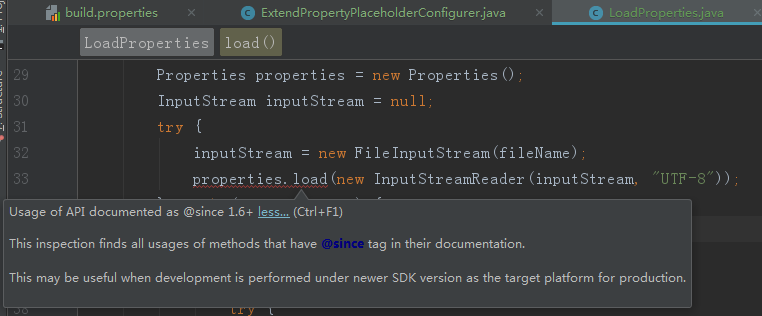 build.properties ExtendPropertyPlaceholderConfigurer.java LoadProperties.java
LoadProperties load()
29 Properties properties = new Properties();
30 InputStream inputStream = null;
31 try {
32 inputStream = new FileInputStream(fileName);
33 properties.load(new InputStreamReader(inputStream, "UTF-8"));
Usage of API documented as @since 1.6+ less... (Ctrl+F1)
This inspection finds all usages of methods that have @since tag in their documentation.
This may be useful when development is performed under newer SDK version as the target platform for production.
38 try {